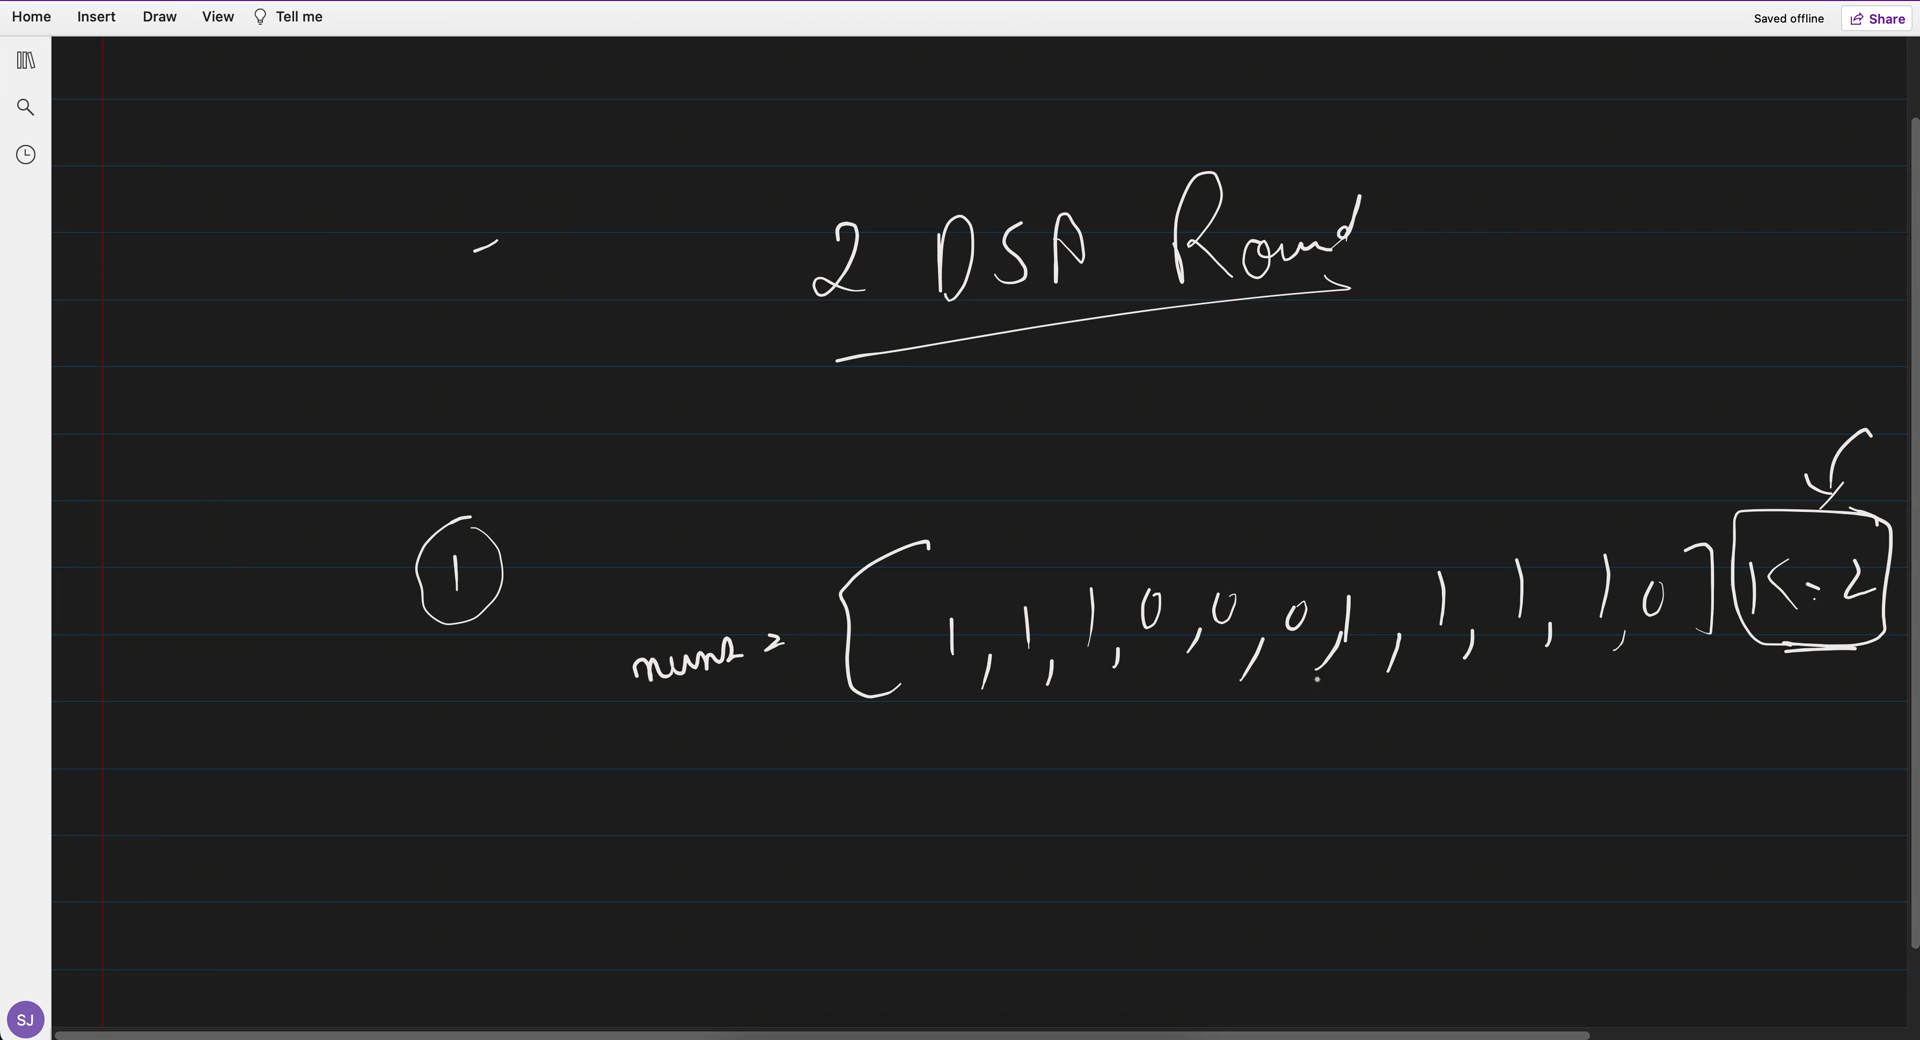 Home Insert Draw View Tell me Saved offline Share
- 2 DSA Round
1
nums = [1, 1, 1, 0, 0, 0, 1, 1, 1, 1, 0] K=2
SJ